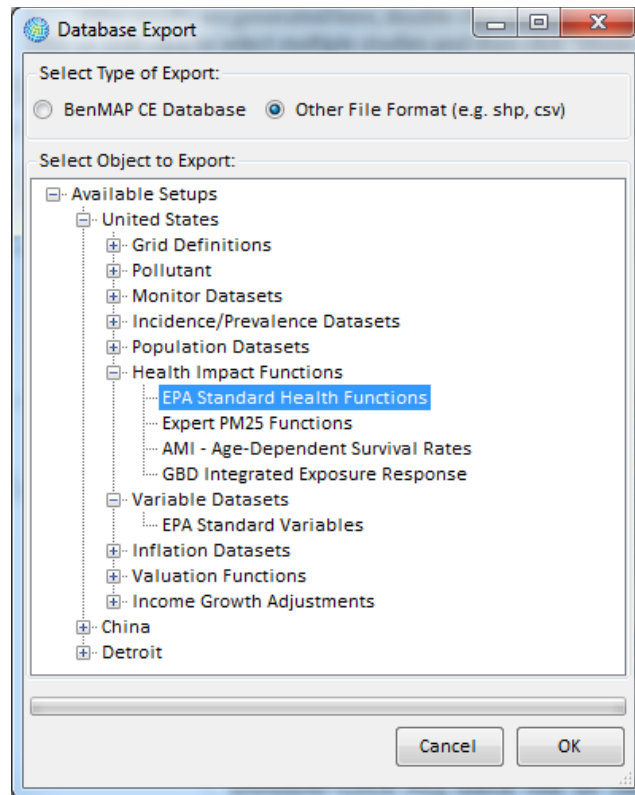 Database Export
Select Type of Export:
BenMAP CE Database Other File Format (e.g. shp, csv)
Select Object to Export:
Available Setups
United States
Grid Definitions
Pollutant
Monitor Datasets
Incidence/Prevalence Datasets
Population Datasets
Health Impact Functions
EPA Standard Health Functions
Expert PM25 Functions
AMI - Age-Dependent Survival Rates
GBD Integrated Exposure Response
Variable Datasets
EPA Standard Variables
Inflation Datasets
Valuation Functions
Income Growth Adjustments
China
Detroit
Cancel OK